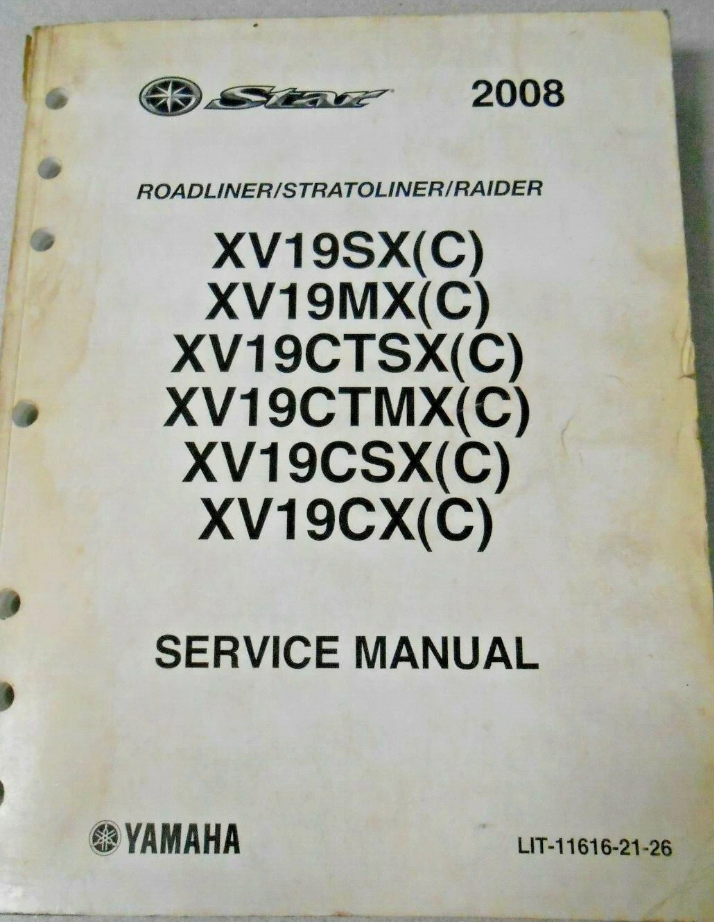 Star 2008
ROADLINER/STRATOLINER/RAIDER
XV19SX(C)
XV19MX(C)
XV19CTSX(C)
XV19CTMX(C)
XV19CSX(C)
XV19CX(C)
SERVICE MANUAL
YAMAHA LIT-11616-21-26